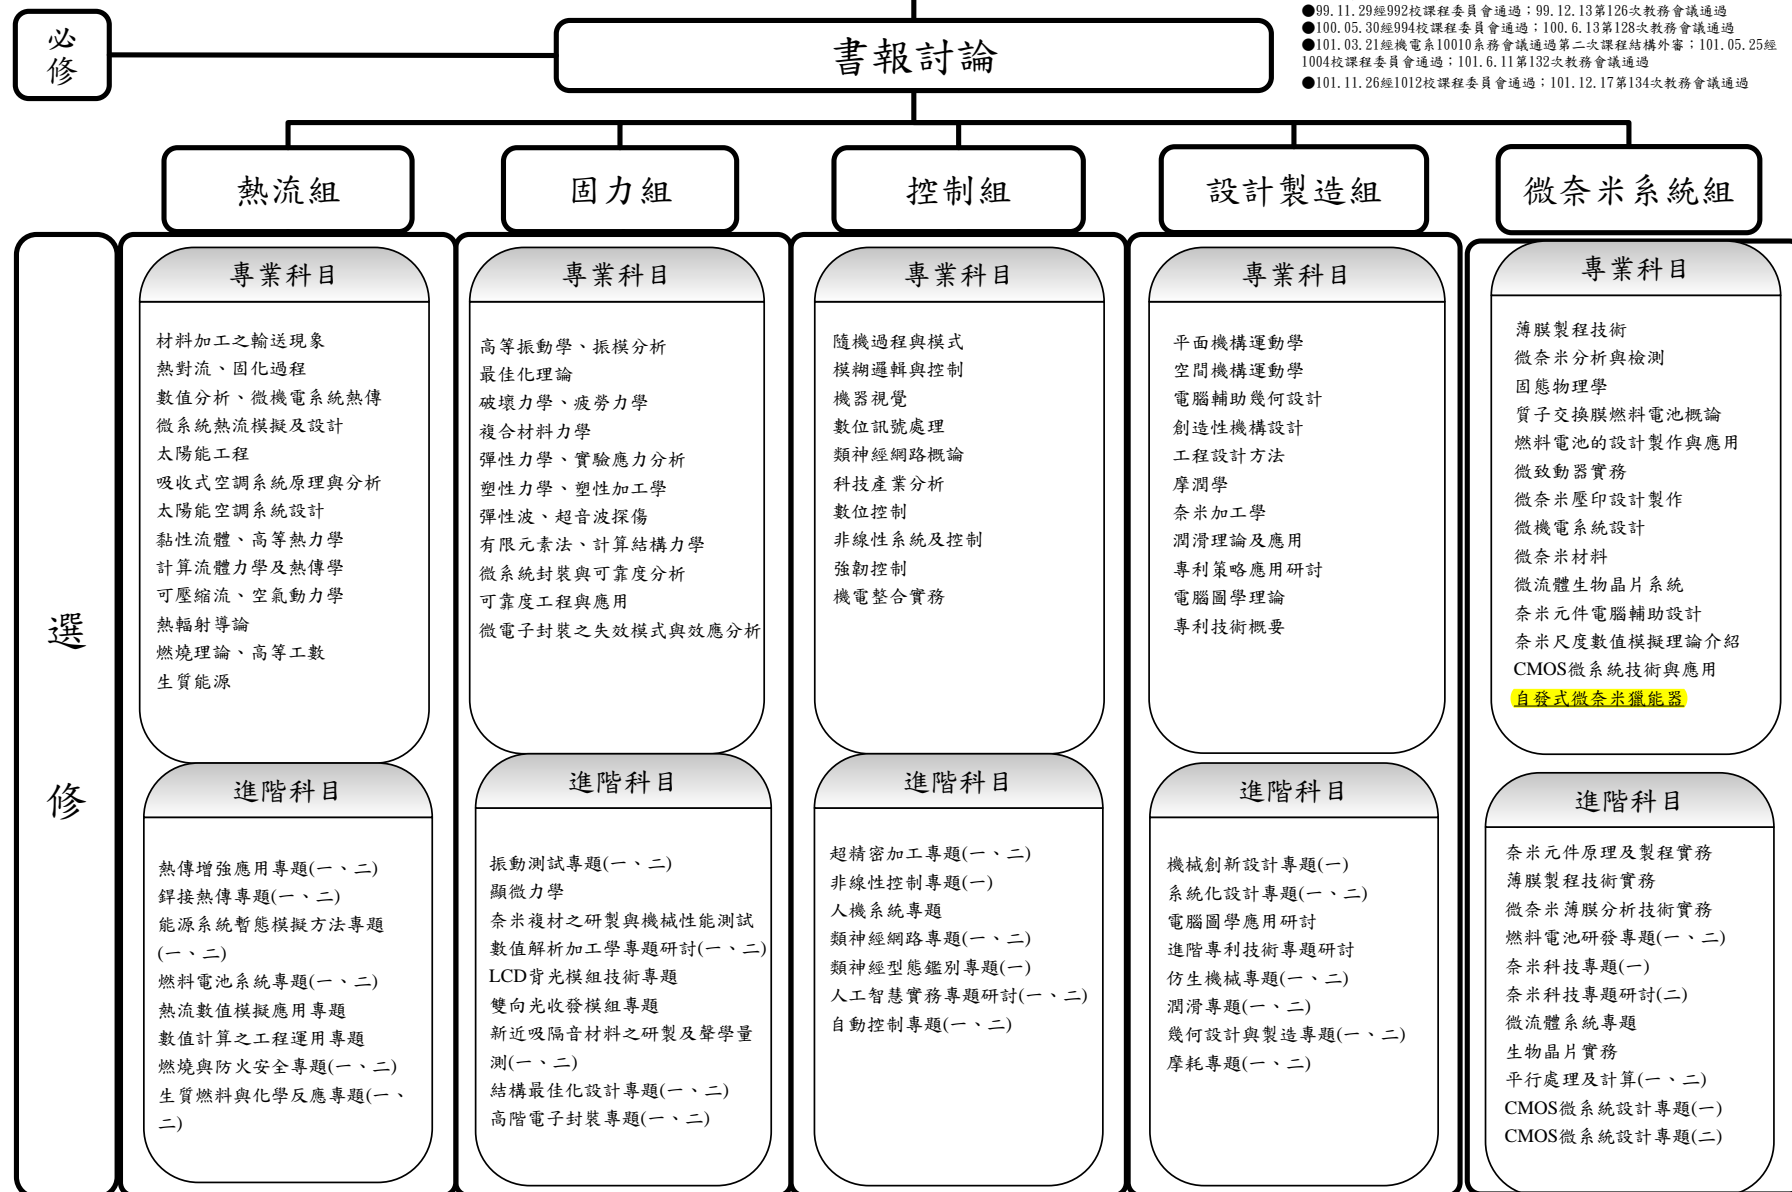 ●99.11.29經992校課程委員會通過；99.12.13第126次教務會議通過
●100.05.30經994校課程委員會通過；100.6.13第128次教務會議通過
●101.03.21經機電系10010系務會議通過第二次課程結構外審；101.05.25經
1004校課程委員會通過；101.6.11第132次教務會議通過
●101.11.26經1012校課程委員會通過；101.12.17第134次教務會議通過
必
修
書報討論
熱流組
固力組
控制組
設計製造組
微奈米系統組
選
修
專業科目
材料加工之輸送現象
熱對流、固化過程
數值分析、微機電系統熱傳
微系統熱流模擬及設計
太陽能工程
吸收式空調系統原理與分析
太陽能空調系統設計
黏性流體、高等熱力學
計算流體力學及熱傳學
可壓縮流、空氣動力學
熱輻射導論
燃燒理論、高等工數
生質能源
進階科目
熱傳增強應用專題(一、二)
銲接熱傳專題(一、二)
能源系統暫態模擬方法專題
(一、二)
燃料電池系統專題(一、二)
熱流數值模擬應用專題
數值計算之工程運用專題
燃燒與防火安全專題(一、二)
生質燃料與化學反應專題(一、
二)
專業科目
高等振動學、振模分析
最佳化理論
破壞力學、疲勞力學
複合材料力學
彈性力學、實驗應力分析
塑性力學、塑性加工學
彈性波、超音波探傷
有限元素法、計算結構力學
微系統封裝與可靠度分析
可靠度工程與應用
微電子封裝之失效模式與效應分析
進階科目
振動測試專題(一、二)
顯微力學
奈米複材之研製與機械性能測試
數值解析加工學專題研討(一、二)
LCD背光模組技術專題
雙向光收發模組專題
新近吸隔音材料之研製及聲學量
測(一、二)
結構最佳化設計專題(一、二)
高階電子封裝專題(一、二)
專業科目
隨機過程與模式
模糊邏輯與控制
機器視覺
數位訊號處理
類神經網路概論
科技產業分析
數位控制
非線性系統及控制
強韌控制
機電整合實務
進階科目
超精密加工專題(一、二)
非線性控制專題(一)
人機系統專題
類神經網路專題(一、二)
類神經型態鑑別專題(一)
人工智慧實務專題研討(一、二)
自動控制專題(一、二)
專業科目
平面機構運動學
空間機構運動學
電腦輔助幾何設計
創造性機構設計
工程設計方法
摩潤學
奈米加工學
潤滑理論及應用
專利策略應用研討
電腦圖學理論
專利技術概要
進階科目
機械創新設計專題(一)
系統化設計專題(一、二)
電腦圖學應用研討
進階專利技術專題研討
仿生機械專題(一、二)
潤滑專題(一、二)
幾何設計與製造專題(一、二)
摩耗專題(一、二)
專業科目
薄膜製程技術
微奈米分析與檢測
固態物理學
質子交換膜燃料電池概論
燃料電池的設計製作與應用
微致動器實務
微奈米壓印設計製作
微機電系統設計
微奈米材料
微流體生物晶片系統
奈米元件電腦輔助設計
奈米尺度數值模擬理論介紹
CMOS微系統技術與應用
自發式微奈米獵能器
進階科目
奈米元件原理及製程實務
薄膜製程技術實務
微奈米薄膜分析技術實務
燃料電池研發專題(一、二)
奈米科技專題(一)
奈米科技專題研討(二)
微流體系統專題
生物晶片實務
平行處理及計算(一、二)
CMOS微系統設計專題(一)
CMOS微系統設計專題(二)